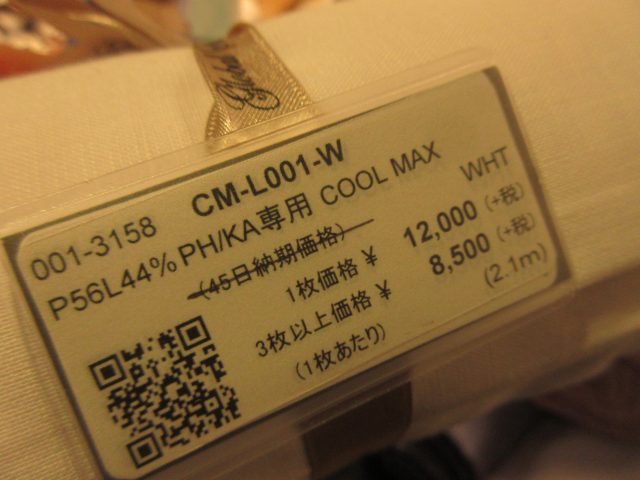 CM-L001-W
001-3158 WHT
P56L44% PH/KA専用 COOL MAX
(45日納期価格)
1枚価格 ¥ 12,000 (+税)
3枚以上価格 ¥ 8,500 (+税)
(1枚あたり) (2.1m)